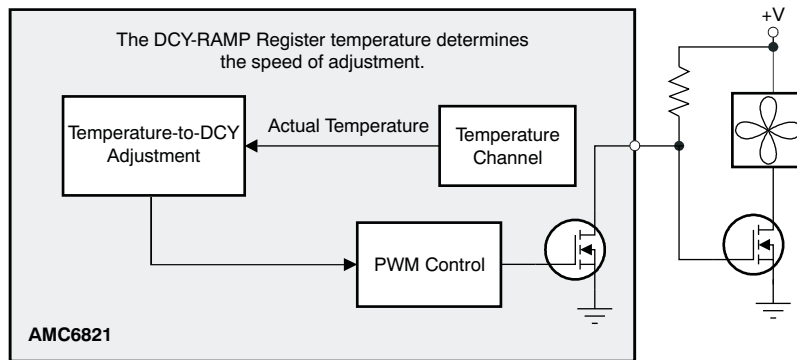 +V
The DCY-RAMP Register temperature determines
the speed of adjustment.
Temperature-to-DCY
Adjustment
Actual Temperature
Temperature
Channel
PWM Control
AMC6821